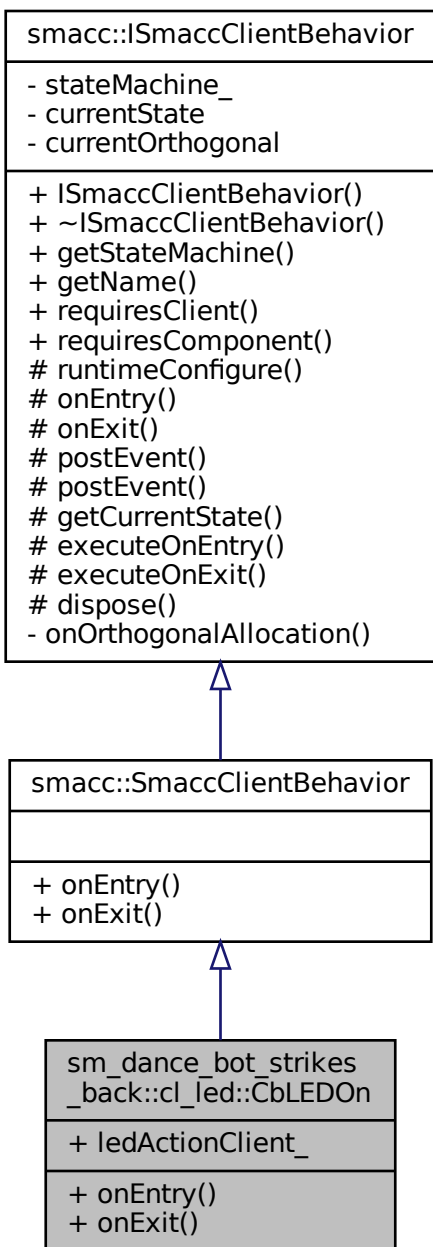 smacc::ISmaccClientBehavior
- stateMachine_
- currentState
- currentOrthogonal
+ ISmaccClientBehavior()
+ ~ISmaccClientBehavior()
+ getStateMachine()
+ getName()
+ requiresClient()
+ requiresComponent()
# runtimeConfigure()
# onEntry()
# onExit()
# postEvent()
# postEvent()
# getCurrentState()
# executeOnEntry()
# executeOnExit()
# dispose()
- onOrthogonalAllocation()
smacc::SmaccClientBehavior
+ onEntry()
+ onExit()
sm_dance_bot_strikes
_back::cl_led::CbLEDOn
+ ledActionClient_
+ onEntry()
+ onExit()